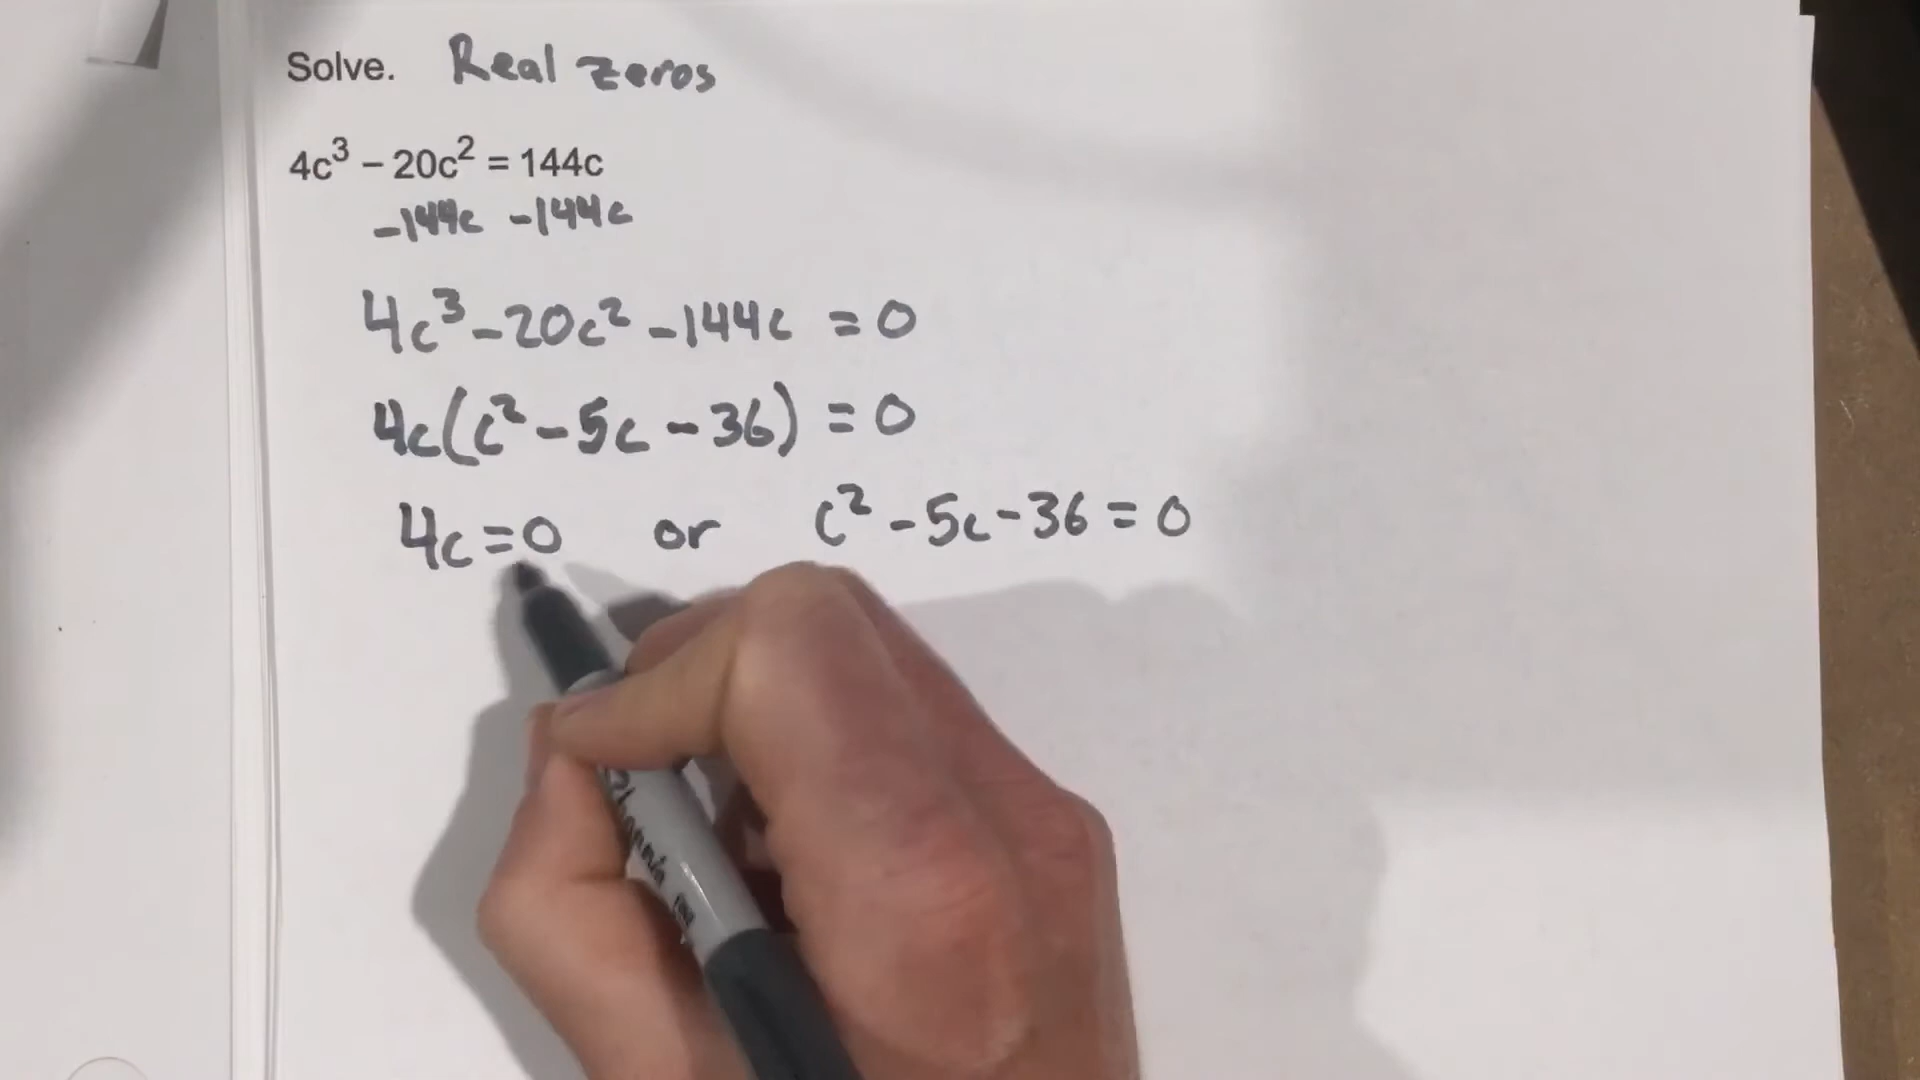 Solve. Real zeros
4c³ – 20c² = 144c
-144c -144c
4c³ -20c² -144c = 0
4c(c² - 5c - 36) = 0
4c = 0 or c² - 5c - 36 = 0